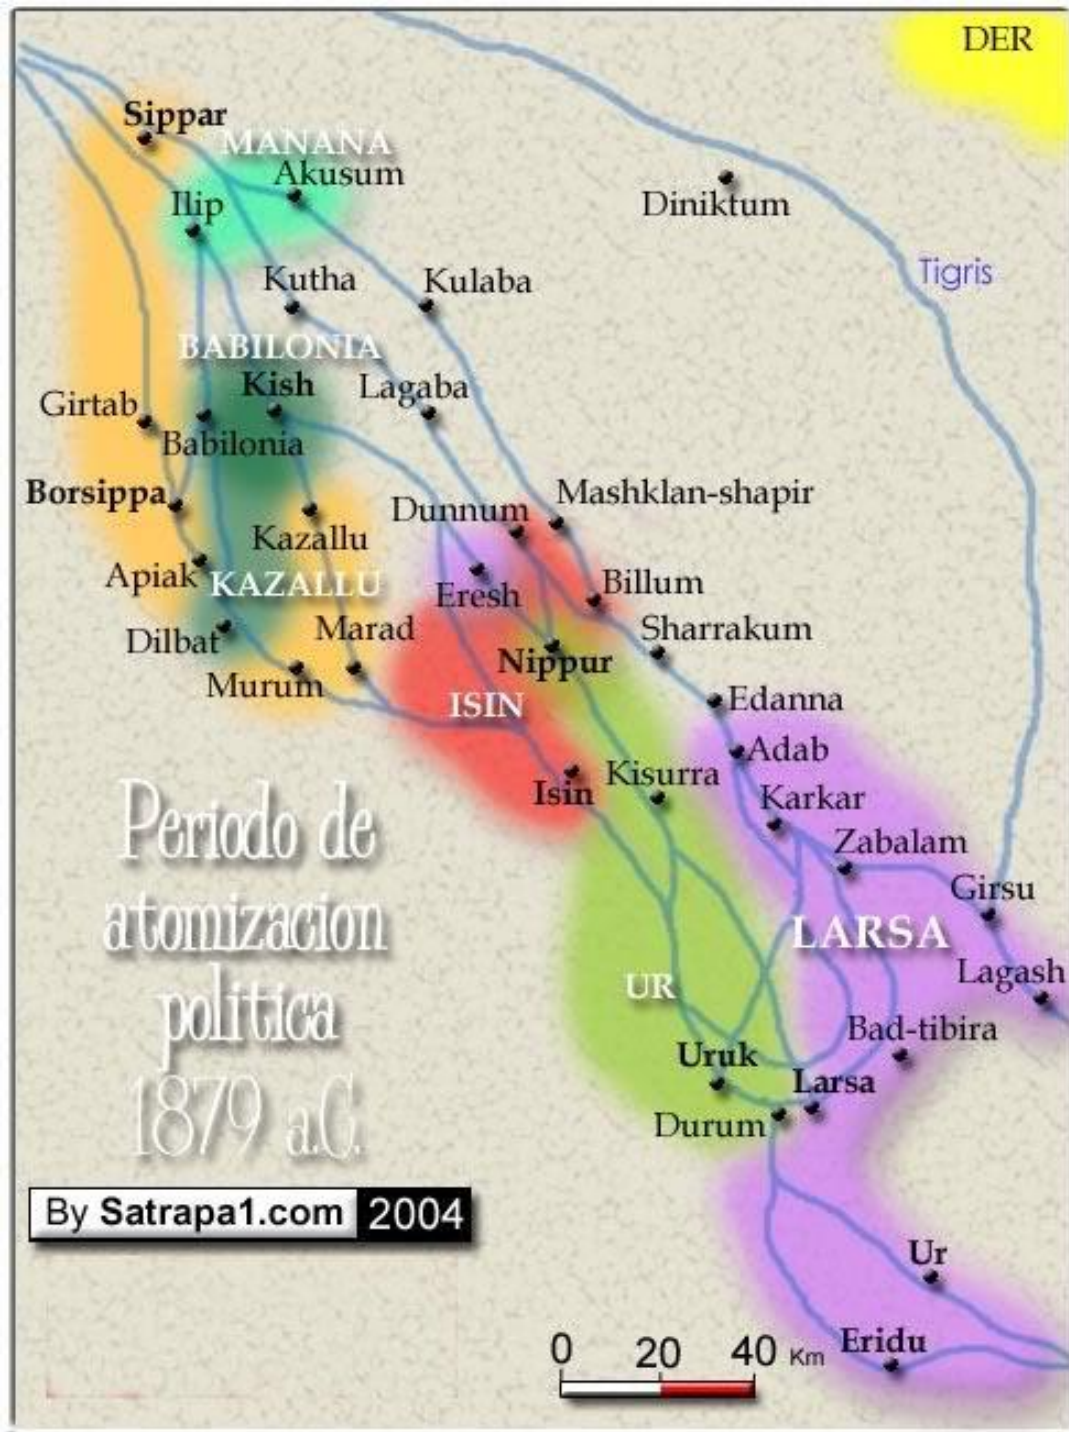 DER
Sippar
MANANA
Akusum
Ilip
Diniktum
Tigris
Kutha
Kulaba
BABILONIA
Kish
Lagaba
Girtab
Babilonia
Borsippa
Mashklan-shapir
Dunnum
Kazallu
Apiak
KAZALLU
Billum
Eresh
Dilbat
Marad
Sharrakum
Nippur
Murum
ISIN
Edanna
Adab
Kisurra
Isin
Karkar
Zabalam
Girsu
LARSA
Lagash
UR
Bad-tibira
Uruk
Larsa
Durum
Periodo de
atomizacion
politica
1879 a.C.
By Satrapa1.com 2004
Ur
Eridu
0 20 40 Km